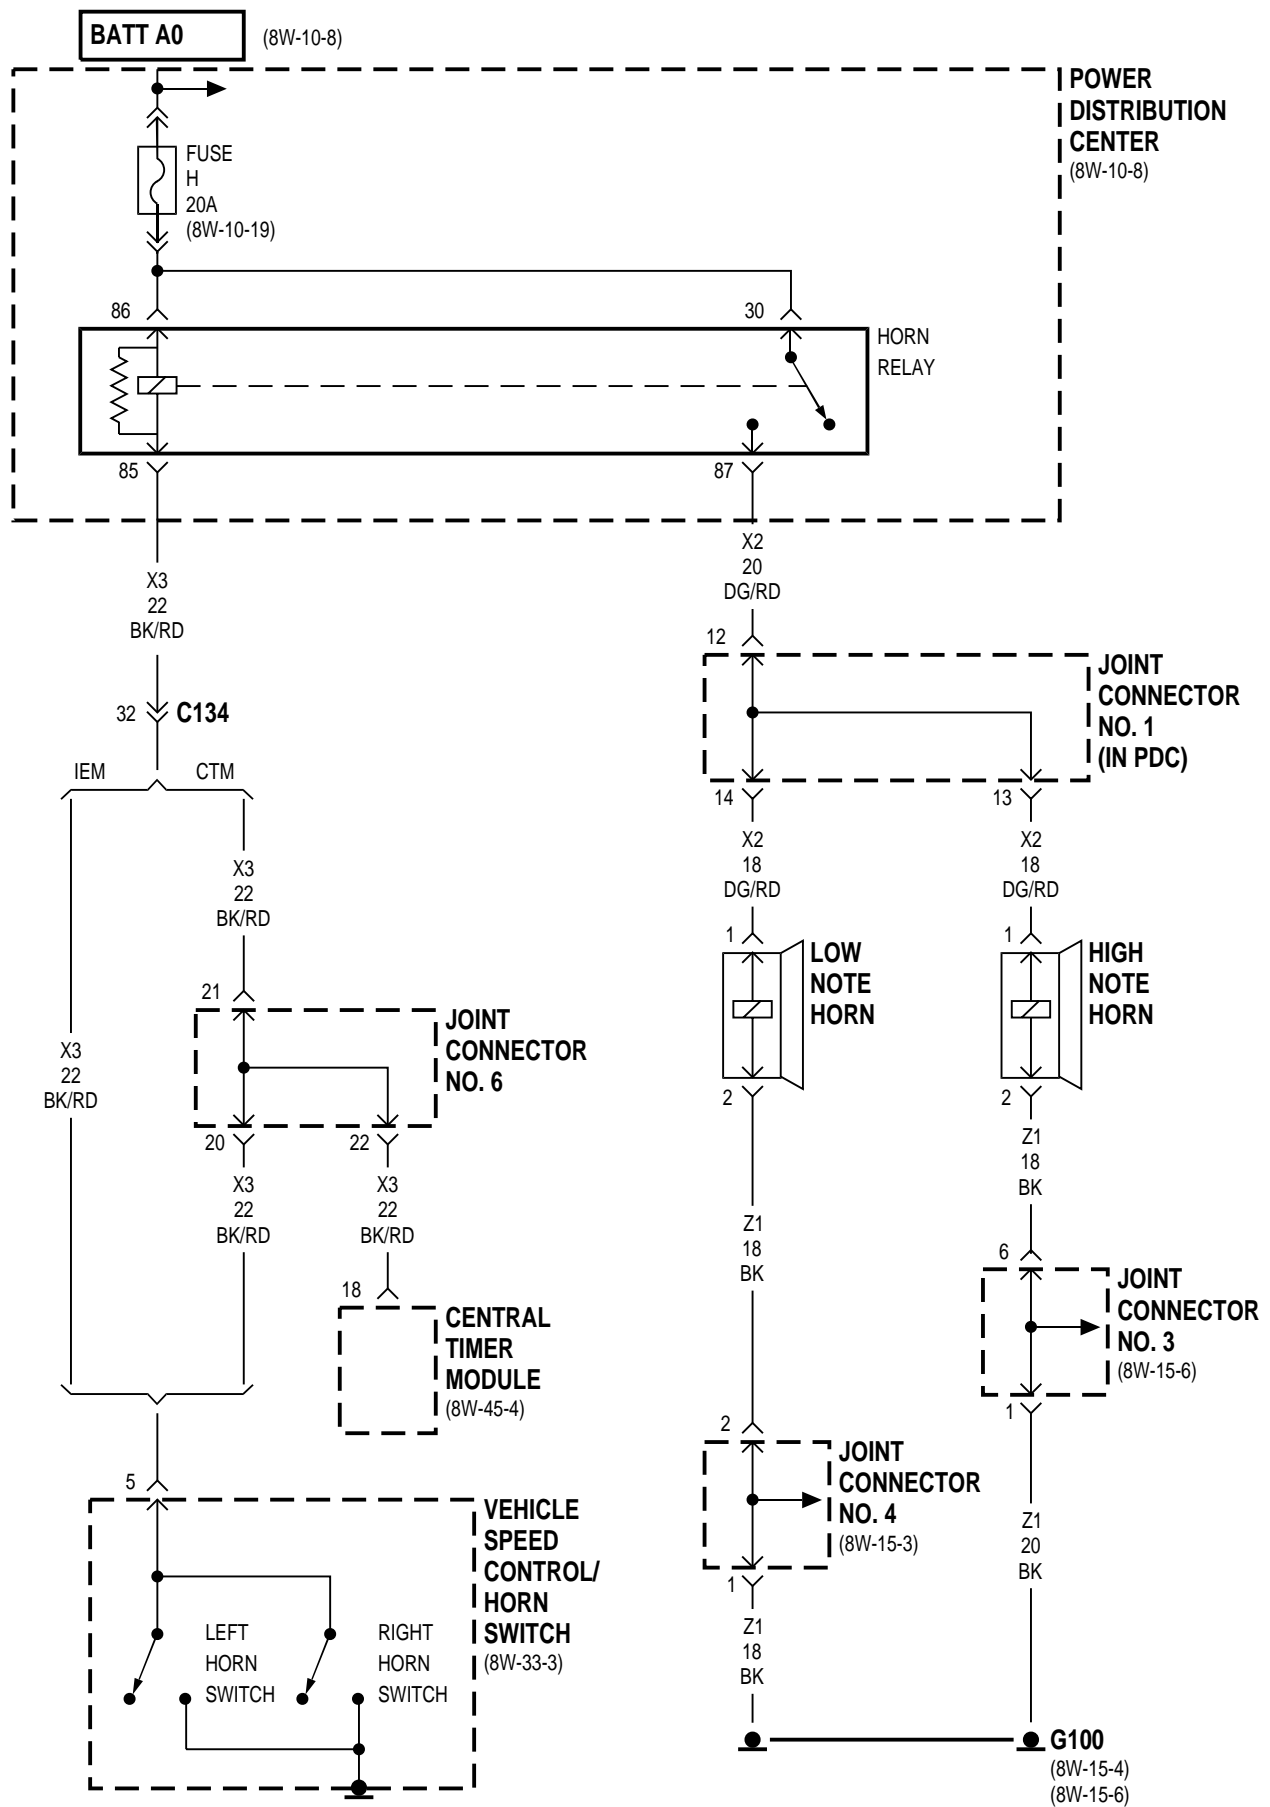 BATT A0
(8W-10-8)
POWER
DISTRIBUTION
CENTER
(8W-10-8)
FUSE
H
20A
(8W-10-19)
86
30
HORN
RELAY
85
87
X3
22
BK/RD
X2
20
DG/RD
12
JOINT
CONNECTOR
NO. 1
(IN PDC)
32
C134
IEM
CTM
14
13
X3
22
BK/RD
X2
18
DG/RD
X2
18
DG/RD
1
LOW
NOTE
HORN
1
HIGH
NOTE
HORN
21
JOINT
CONNECTOR
NO. 6
X3
22
BK/RD
2
2
20
22
X3
22
BK/RD
X3
22
BK/RD
Z1
18
BK
Z1
18
BK
6
JOINT
CONNECTOR
NO. 3
(8W-15-6)
18
CENTRAL
TIMER
MODULE
(8W-45-4)
1
2
JOINT
CONNECTOR
NO. 4
(8W-15-3)
5
VEHICLE
SPEED
CONTROL/
HORN
SWITCH
(8W-33-3)
Z1
20
BK
1
LEFT
HORN
SWITCH
RIGHT
HORN
SWITCH
Z1
18
BK
G100
(8W-15-4)
(8W-15-6)